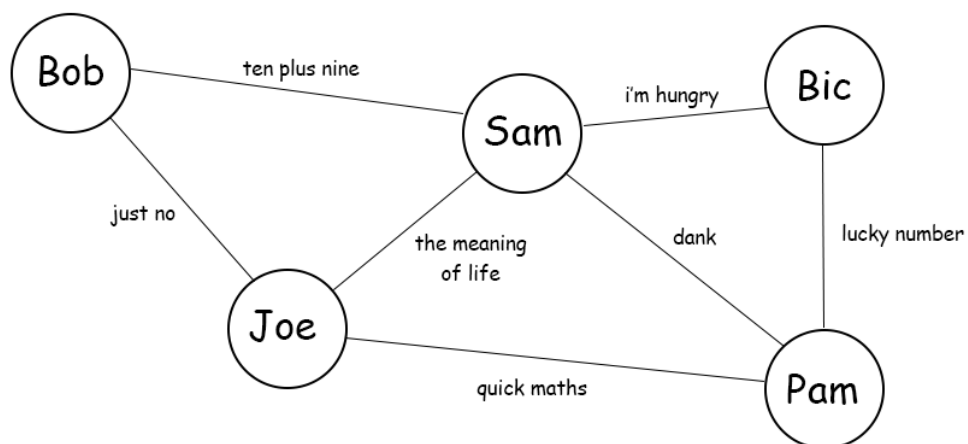 Bob
ten plus nine
Bic
i'm hungry
Sam
just no
the meaning
of life
dank
lucky number
Joe
quick maths
Pam